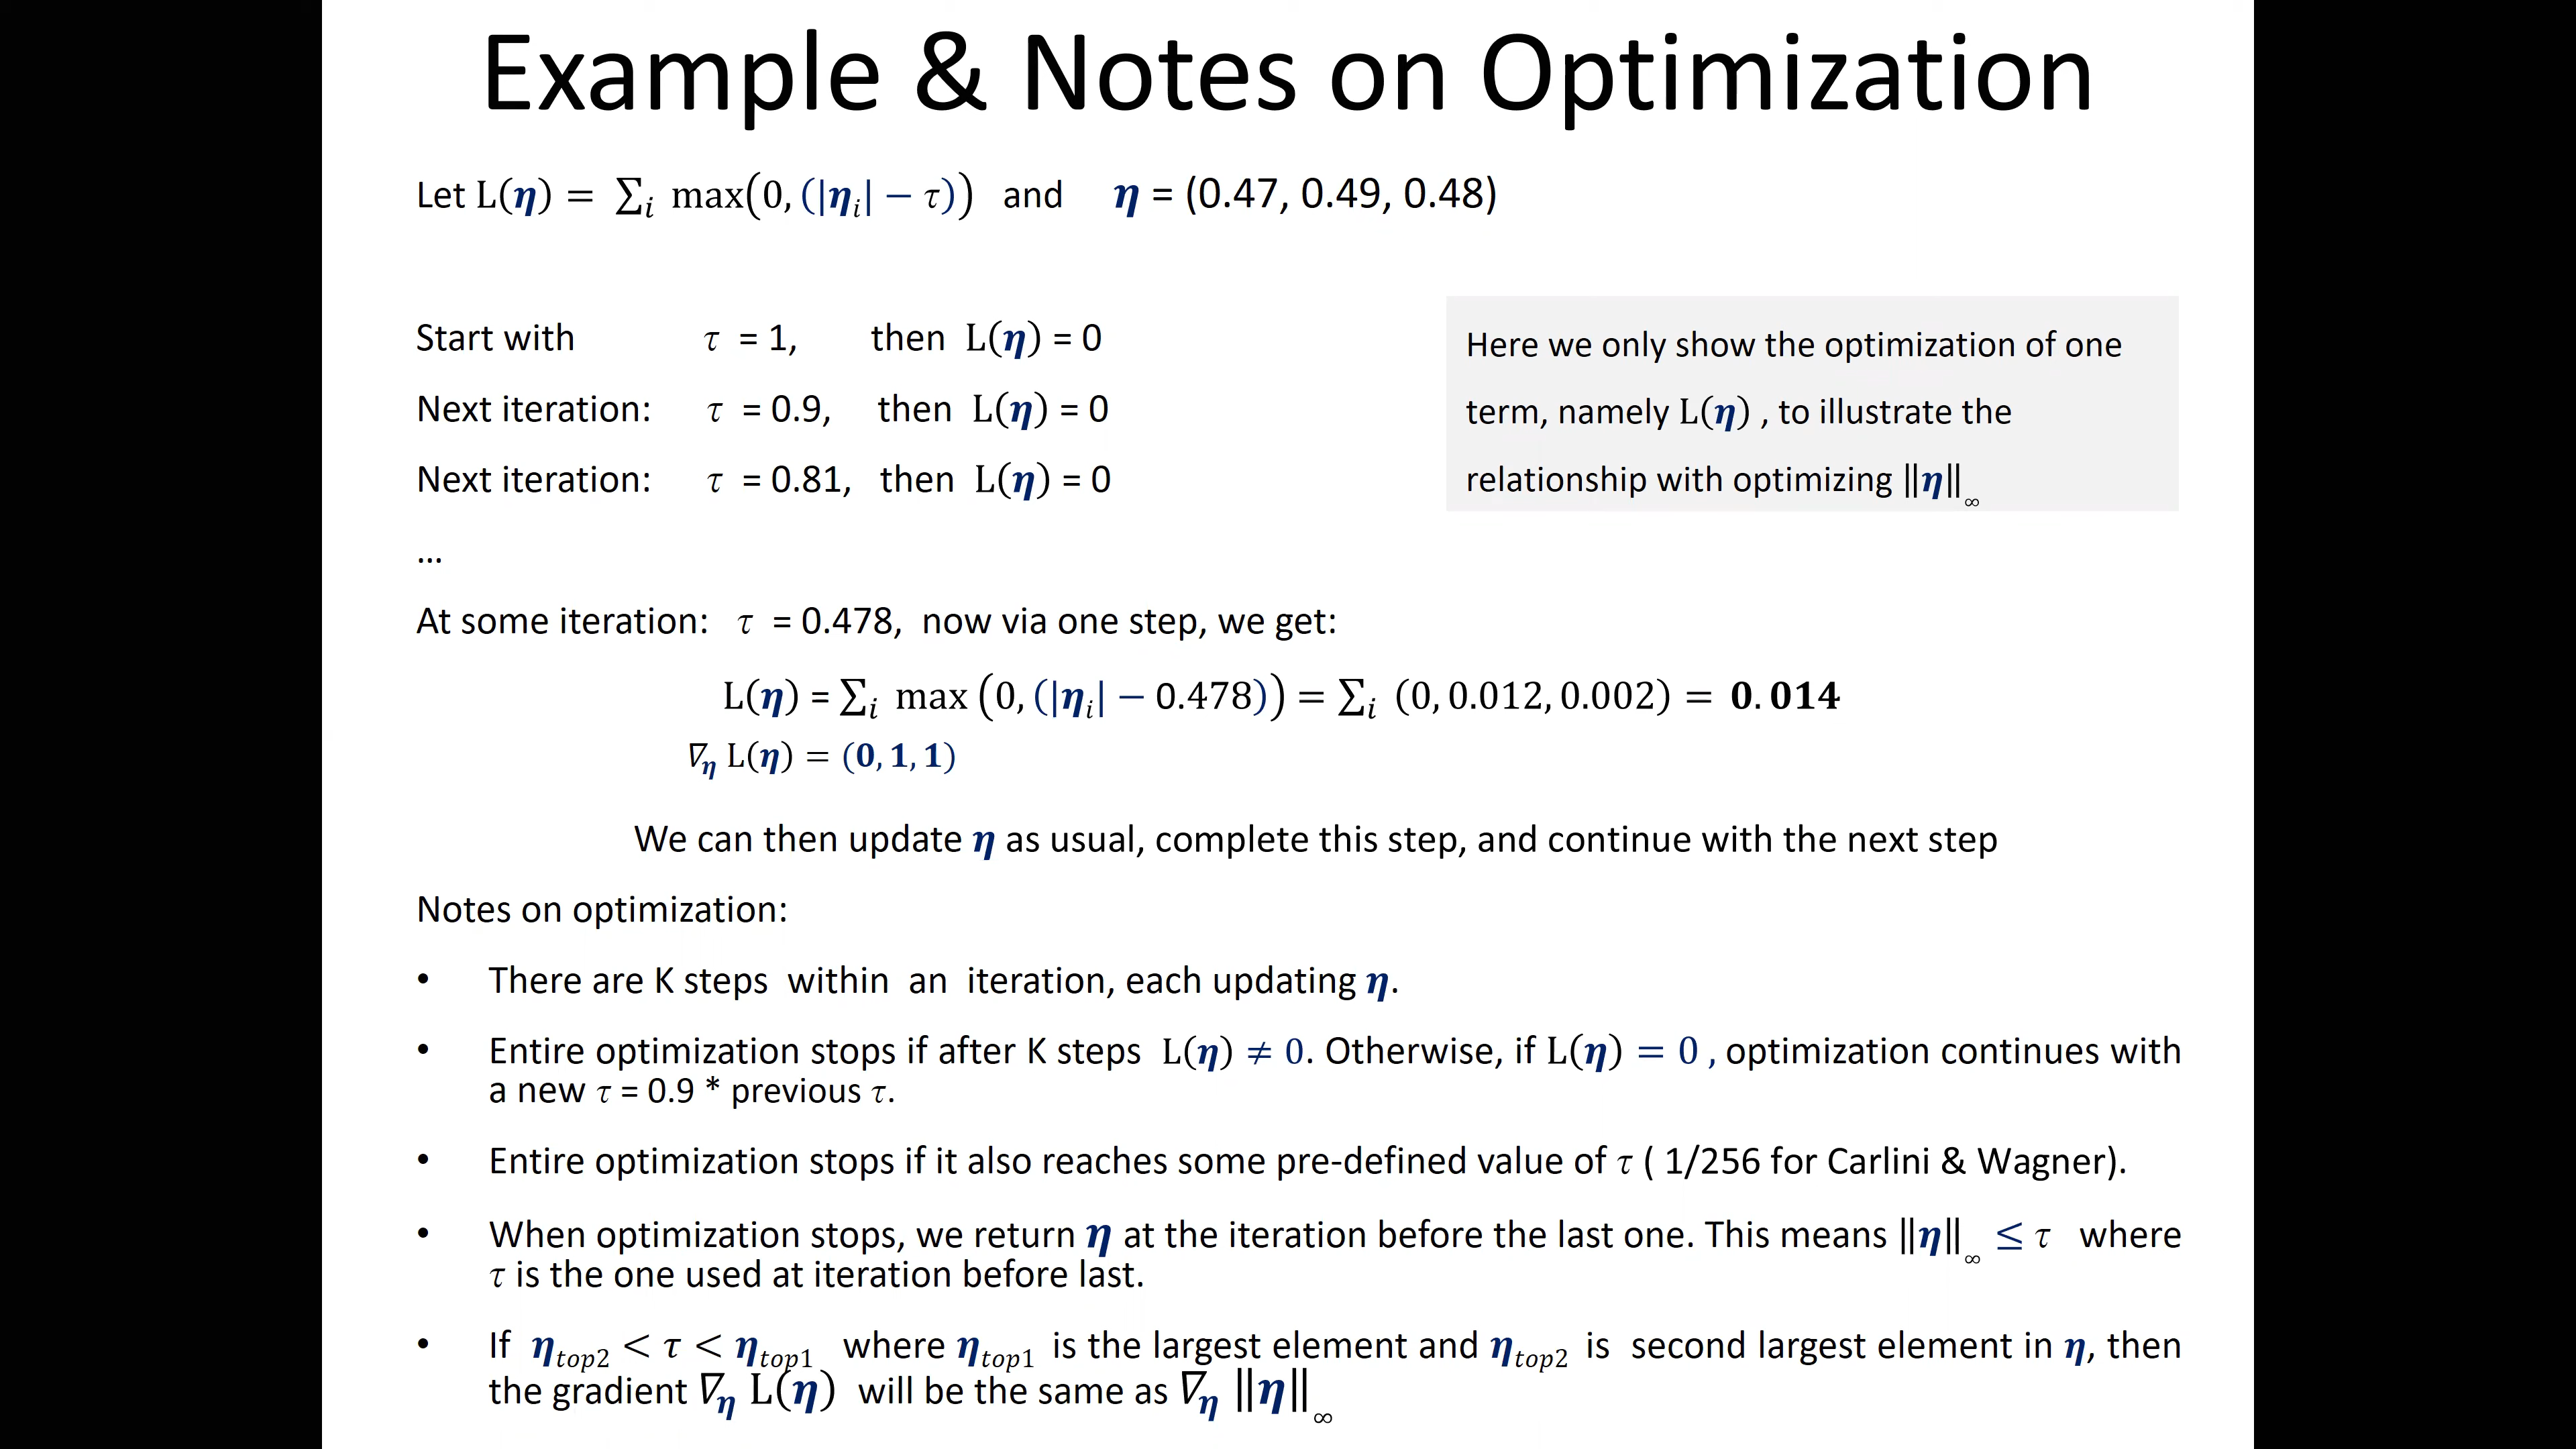 Example & Notes on Optimization
Let L(η) = ∑ᵢ max(0, (|ηᵢ| − τ)) and η = (0.47, 0.49, 0.48)
Start with τ = 1, then L(η) = 0
Next iteration: τ = 0.9, then L(η) = 0
Next iteration: τ = 0.81, then L(η) = 0
...
Here we only show the optimization of one
term, namely L(η) , to illustrate the
relationship with optimizing ‖η‖_∞
At some iteration: τ = 0.478, now via one step, we get:
L(η) = ∑ᵢ max (0, (|ηᵢ| − 0.478)) = ∑ᵢ (0, 0.012, 0.002) = 0.014
∇_η L(η) = (0, 1, 1)
We can then update η as usual, complete this step, and continue with the next step
Notes on optimization:
• There are K steps within an iteration, each updating η.
• Entire optimization stops if after K steps L(η) ≠ 0. Otherwise, if L(η) = 0 , optimization continues with
a new τ = 0.9 * previous τ.
• Entire optimization stops if it also reaches some pre-defined value of τ ( 1/256 for Carlini & Wagner).
• When optimization stops, we return η at the iteration before the last one. This means ‖η‖_∞ ≤ τ where
τ is the one used at iteration before last.
• If η_top2 < τ < η_top1 where η_top1 is the largest element and η_top2 is second largest element in η, then
the gradient ∇_η L(η) will be the same as ∇_η ‖η‖_∞